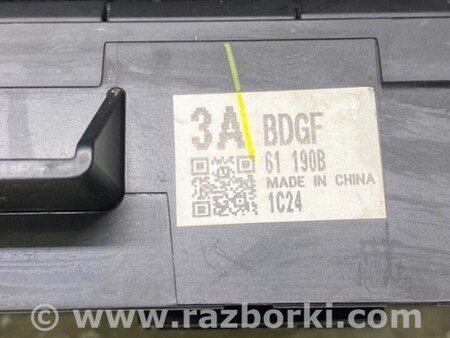 3A BDGF
61 190B
MADE IN CHINA
1C24
© www.razborki.com